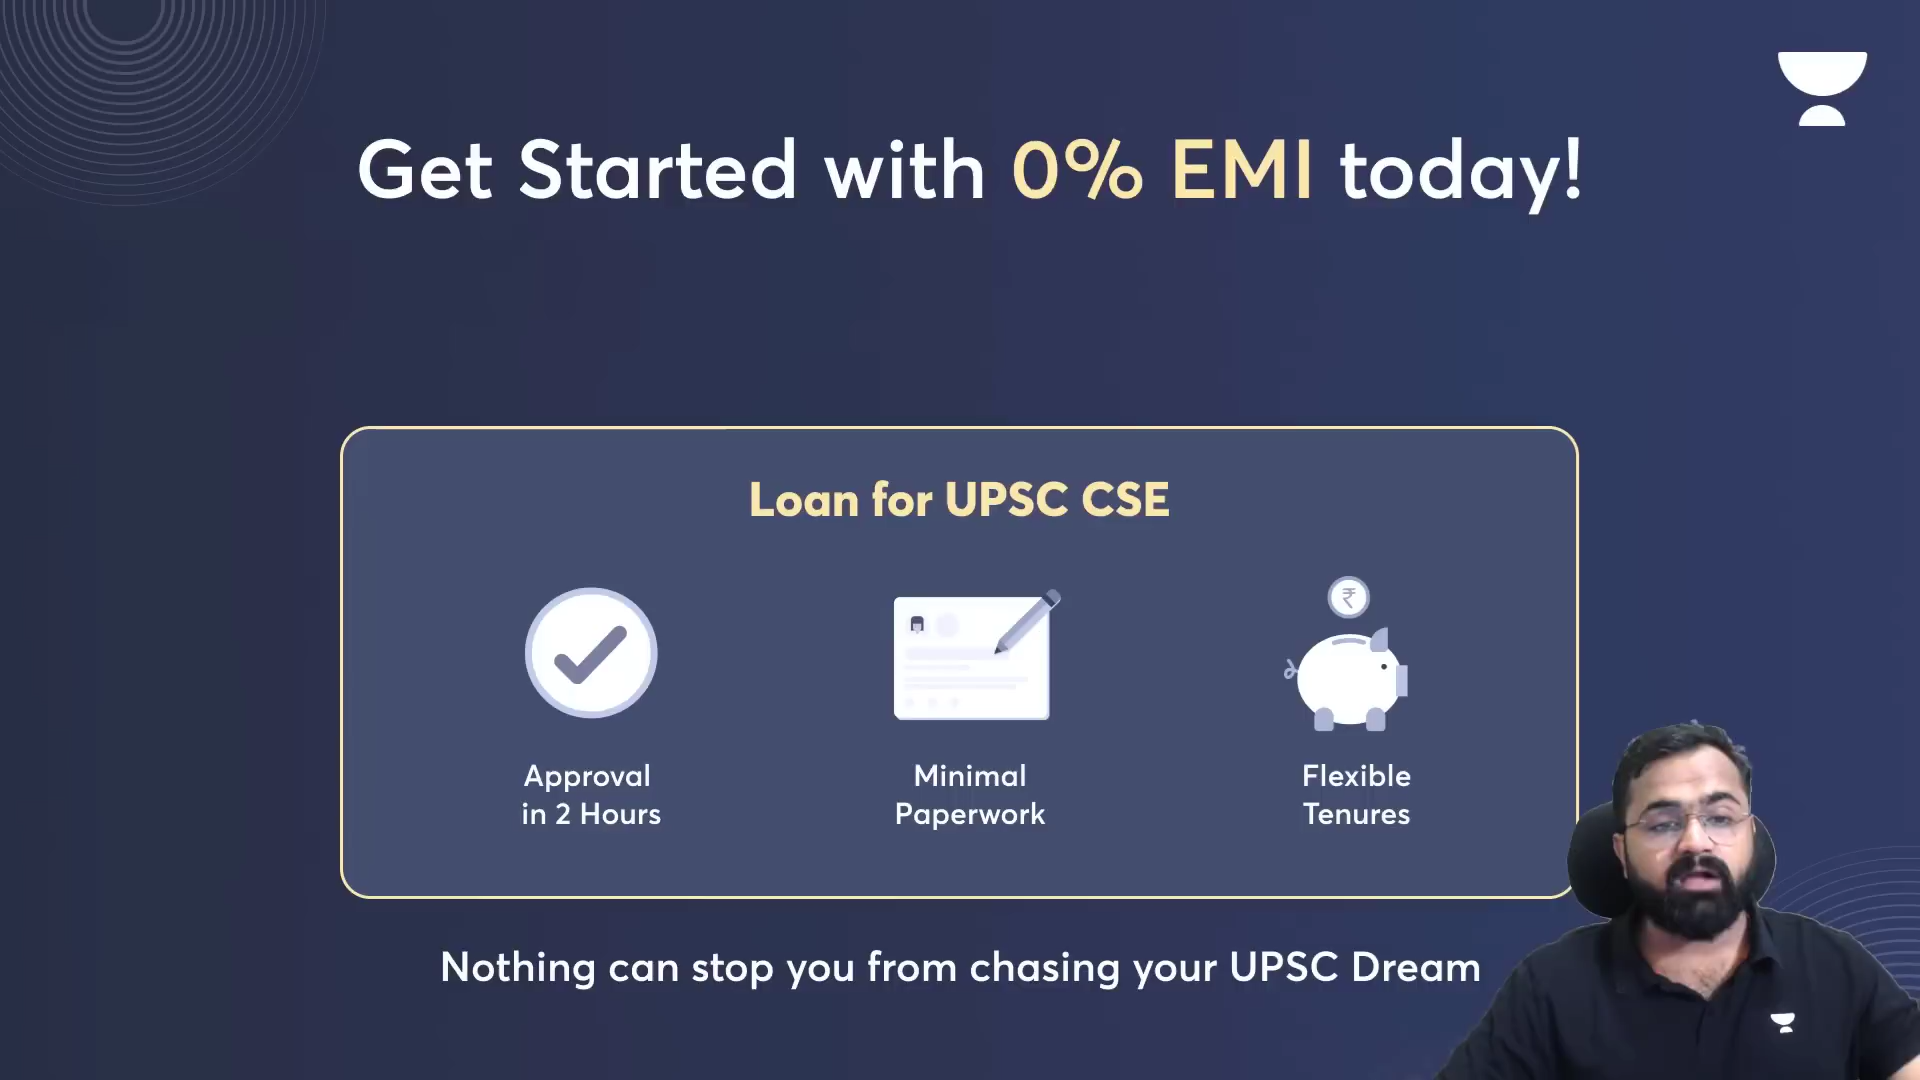 Get Started with 0% EMI today!
Loan for UPSC CSE
₹
Approval
in 2 Hours
Minimal
Paperwork
Flexible
Tenures
Nothing can stop you from chasing your UPSC Dream